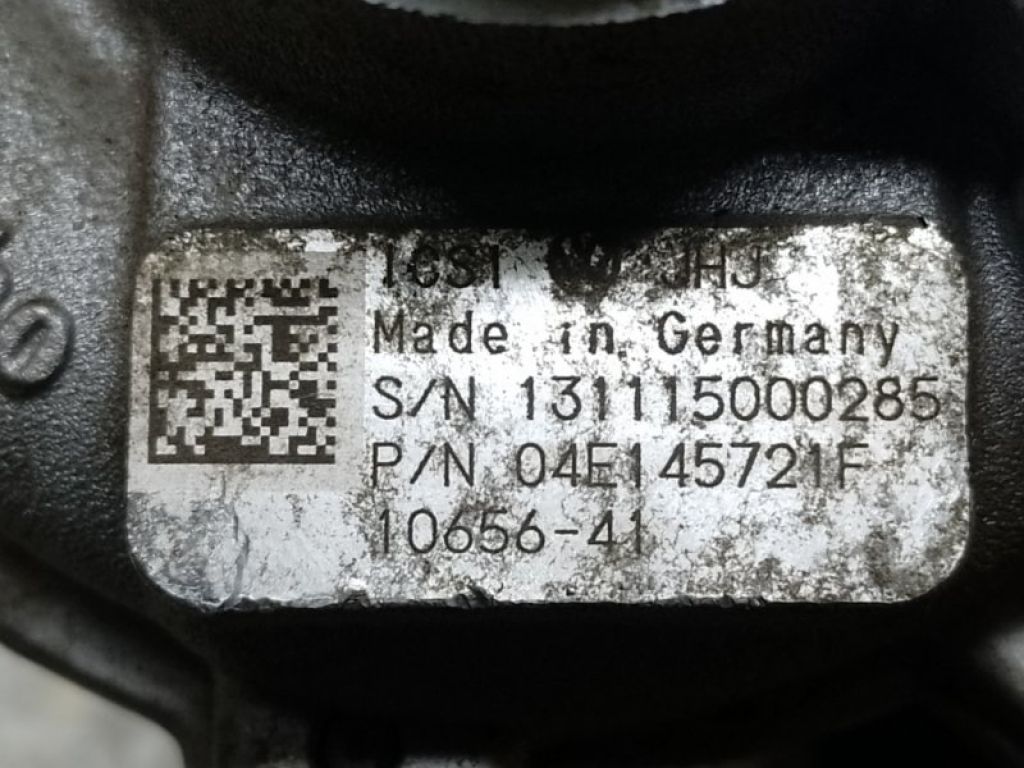 JHJ
Made in Germany
S/N 131115000285
P/N 04E145721F
10656-41